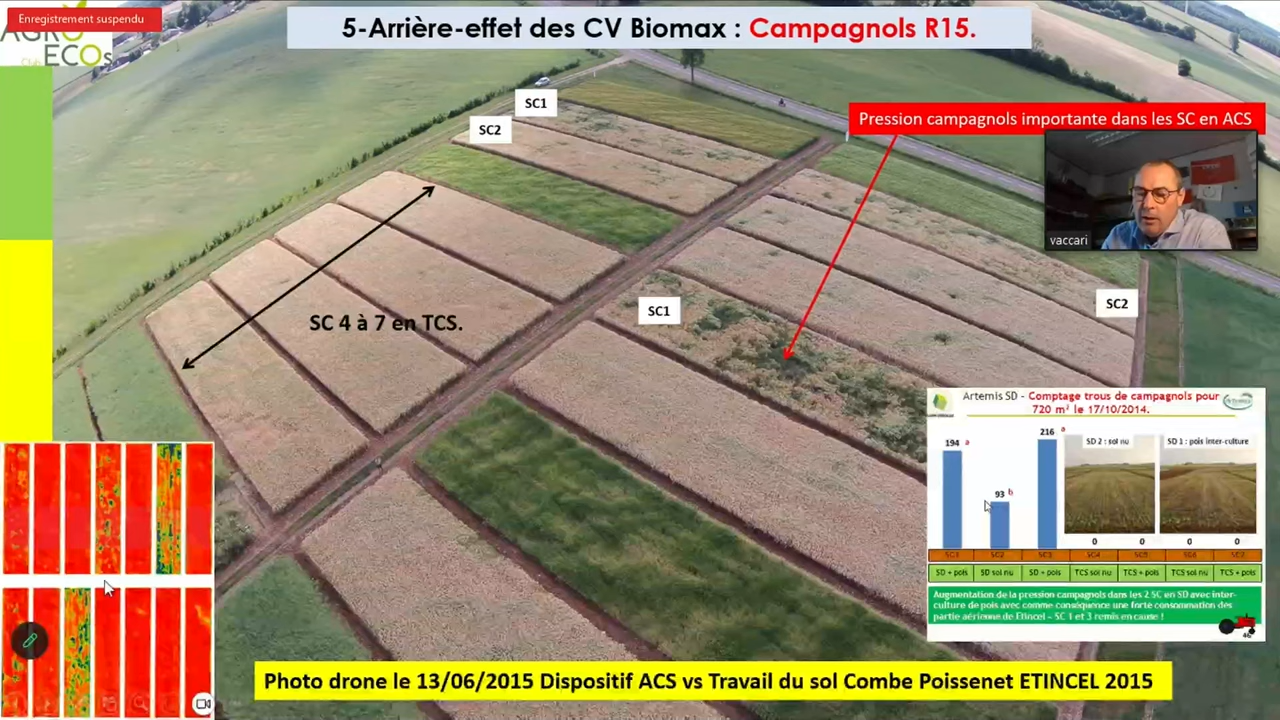 Enregistrement suspendu
AGRO
ECOs
Club
5-Arrière-effet des CV Biomax : Campagnols R15.
SC1
SC2
Pression campagnols importante dans les SC en ACS
vaccari
SC1
SC2
SC 4 à 7 en TCS.
Artemis SD - Comptage trous de campagnols pour
720 m² le 17/10/2014.
194 a
93 b
216 a
SD 2 : sol nu
SD 1 : pois inter-culture
0 0 0 0
SC1 SC2 SC3 SC4 SC5 SC6 SC7
SD + pois SD sol nu SD + pois TCS sol nu TCS + pois TCS sol nu TCS + pois
Augmentation de la pression campagnols dans les 2 SC en SD avec inter-
culture de pois avec comme conséquence une forte consommation des
partie aérienne de Etincel – SC 1 et 3 remis en cause !
46
Photo drone le 13/06/2015 Dispositif ACS vs Travail du sol Combe Poissenet ETINCEL 2015